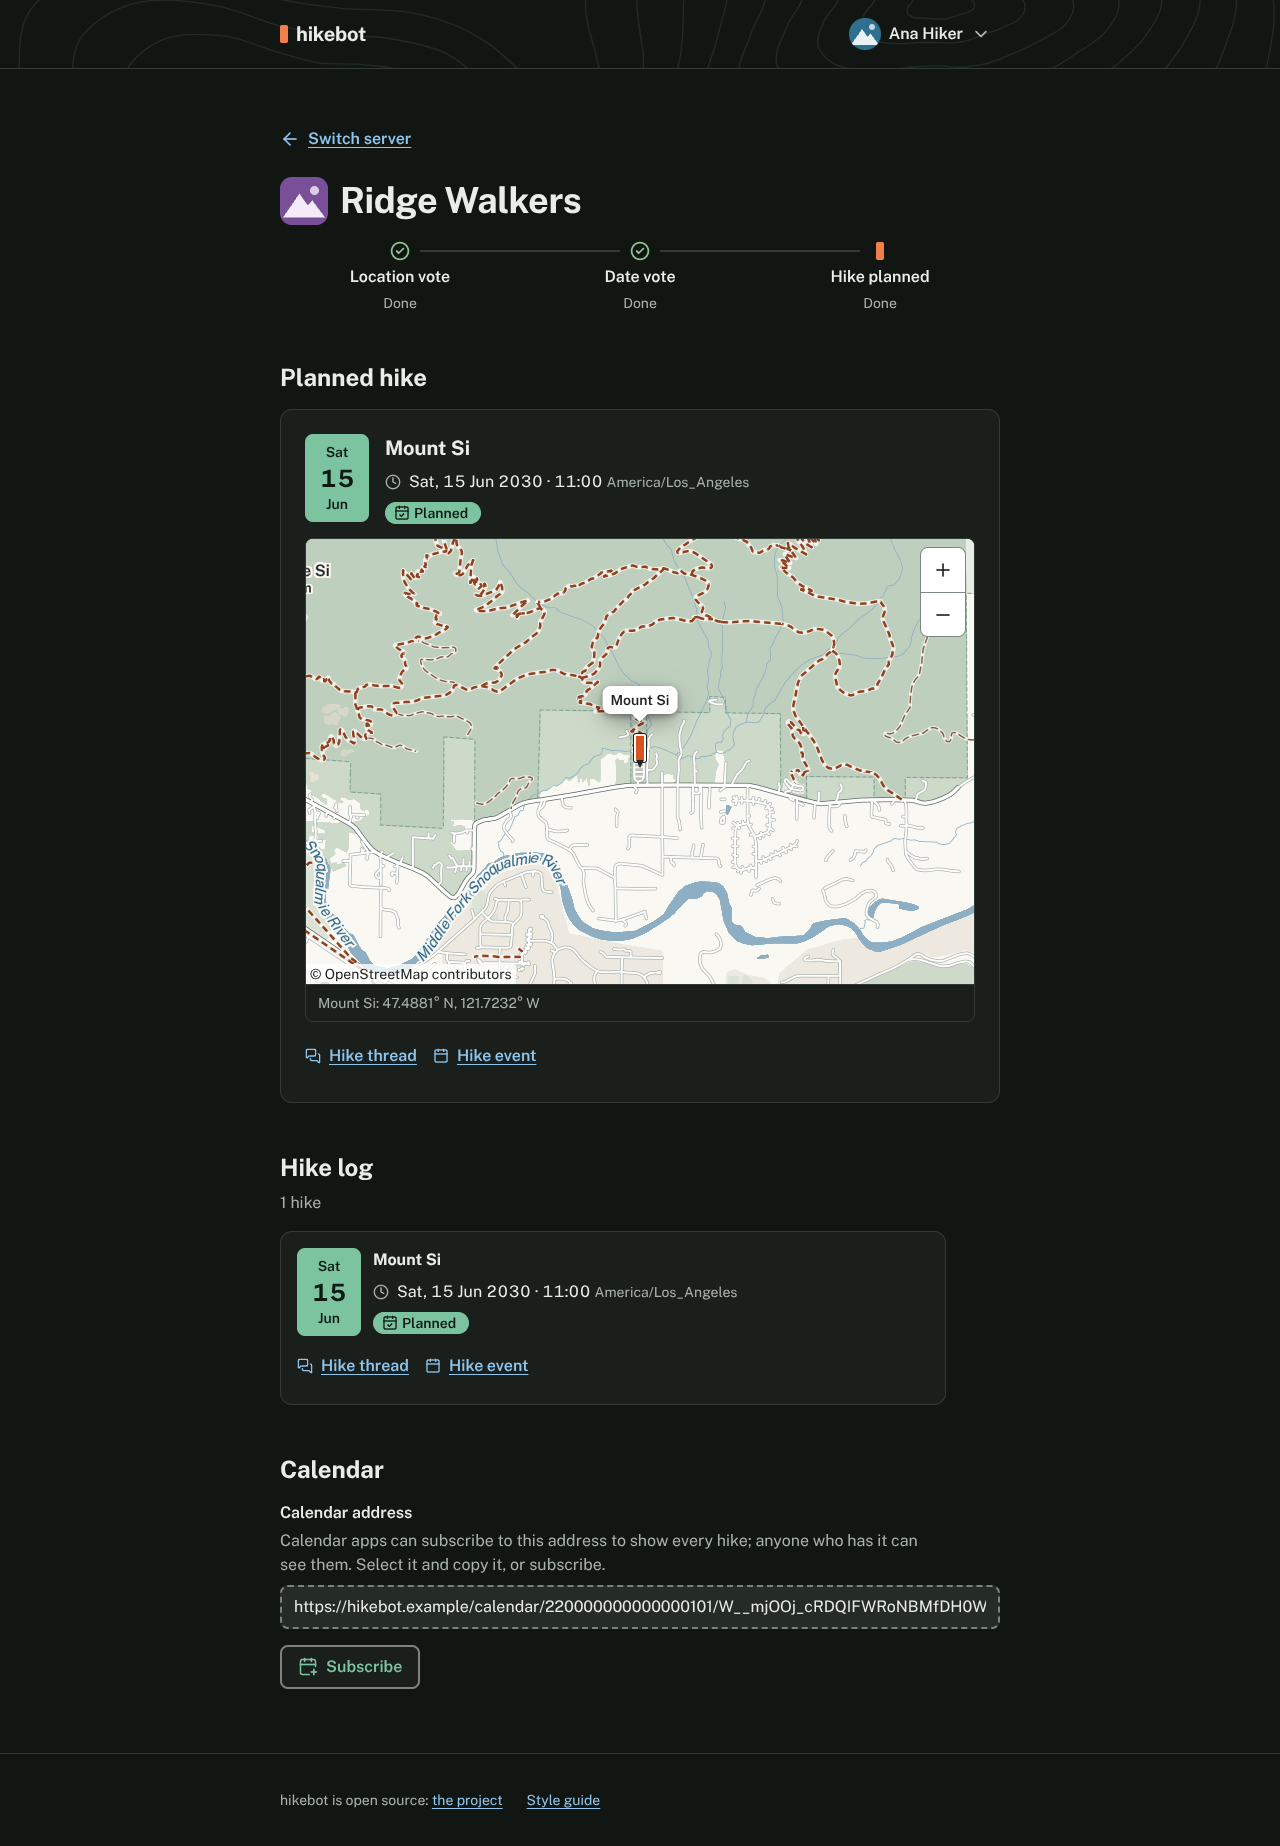 hikebot
Ana Hiker
Switch server
Ridge Walkers
Location vote
Date vote
Hike planned
Done
Done
Done
Planned hike
Sat
15
Jun
Mount Si
Sat, 15 Jun 2030 · 11:00 America/Los_Angeles
Planned
e Si
+
−
Mount Si
Snoqualmie River
Middle Fork Snoqualmie River
© OpenStreetMap contributors
Mount Si: 47.4881° N, 121.7232° W
Hike thread
Hike event
Hike log
1 hike
Sat
15
Jun
Mount Si
Sat, 15 Jun 2030 · 11:00 America/Los_Angeles
Planned
Hike thread
Hike event
Calendar
Calendar address
Calendar apps can subscribe to this address to show every hike; anyone who has it can
see them. Select it and copy it, or subscribe.
https://hikebot.example/calendar/220000000000000101/W__mjOOj_cRDQIFWRoNBMfDH0W
Subscribe
hikebot is open source: the project
Style guide